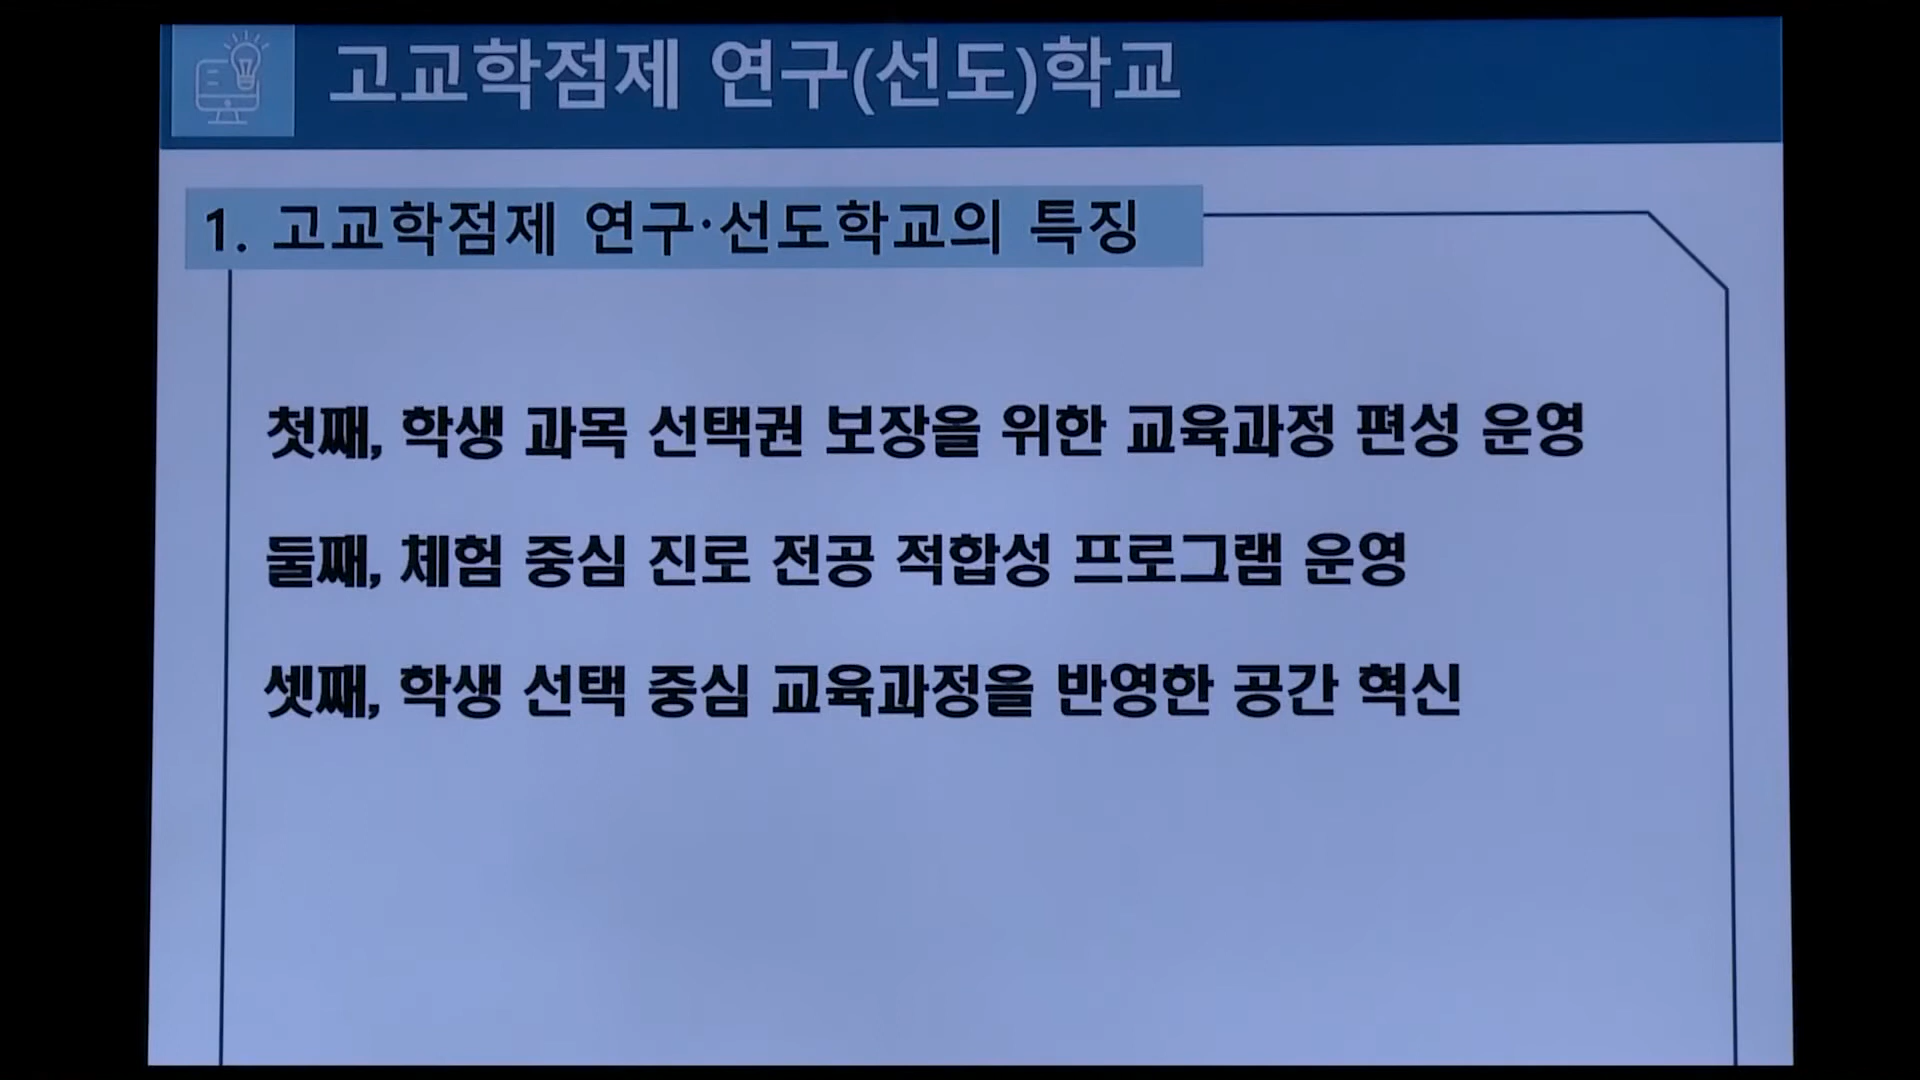 고교학점제 연구(선도)학교
1. 고교학점제 연구·선도학교의 특징
첫째, 학생 과목 선택권 보장을 위한 교육과정 편성 운영
둘째, 체험 중심 진로 전공 적합성 프로그램 운영
셋째, 학생 선택 중심 교육과정을 반영한 공간 혁신